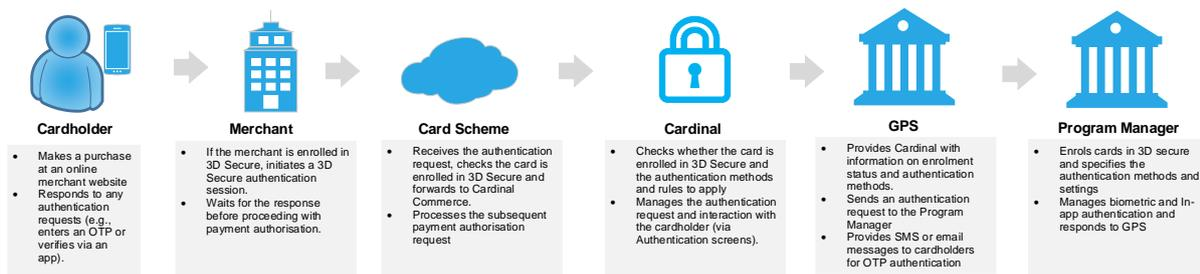 Cardholder
• Makes a purchase
at an online
merchant website
• Responds to any
authentication
requests (e.g.,
enters an OTP or
verifies via an
app).
Merchant
• If the merchant is enrolled in
3D Secure, initiates a 3D
Secure authentication
session.
• Waits for the response
before proceeding with
payment authorisation.
Card Scheme
• Receives the authentication
request, checks the card is
enrolled in 3D Secure and
forwards to Cardinal
Commerce.
• Processes the subsequent
payment authorisation
request
Cardinal
• Checks whether the card is
enrolled in 3D Secure and
the authentication methods
and rules to apply
• Manages the authentication
request and interaction with
the cardholder (via
Authentication screens).
GPS
• Provides Cardinal with
information on enrolment
status and authentication
methods.
• Sends an authentication
request to the Program
Manager
• Provides SMS or email
messages to cardholders
for OTP authentication
Program Manager
• Enrols cards in 3D secure
and specifies the
authentication methods and
settings
• Manages biometric and In-
app authentication and
responds to GPS